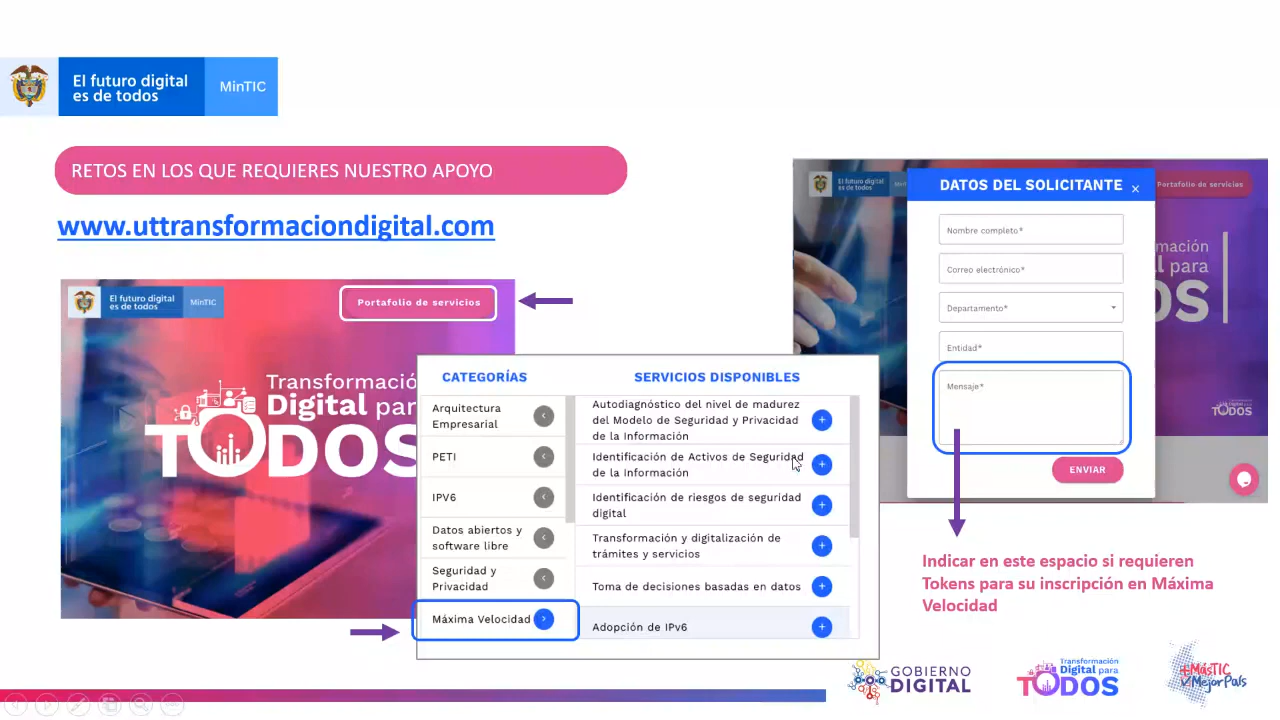 El futuro digital
es de todos
MinTIC
RETOS EN LOS QUE REQUIERES NUESTRO APOYO
www.uttransformaciondigital.com
El futuro digital
es de todos
MinTIC
Portafolio de servicios
Transformació
Digital par
TODOS
CATEGORÍAS
Arquitectura
Empresarial
PETI
IPV6
Datos abiertos y
software libre
Seguridad y
Privacidad
Máxima Velocidad
SERVICIOS DISPONIBLES
Autodiagnóstico del nivel de madurez
del Modelo de Seguridad y Privacidad
de la Información
Identificación de Activos de Seguridad
de la Información
Identificación de riesgos de seguridad
digital
Transformación y digitalización de
trámites y servicios
Toma de decisiones basadas en datos
Adopción de IPv6
El futuro digital
es de todos
Portafolio de servicios
mación
l para
OS
DATOS DEL SOLICITANTE
Nombre completo*
Correo electrónico*
Departamento*
Entidad*
Mensaje*
ENVIAR
TODOS
Indicar en este espacio si requieren
Tokens para su inscripción en Máxima
Velocidad
GOBIERNO
DIGITAL
Transformación
Digital para
TODOS
+MásTIC
✓MejorPaís